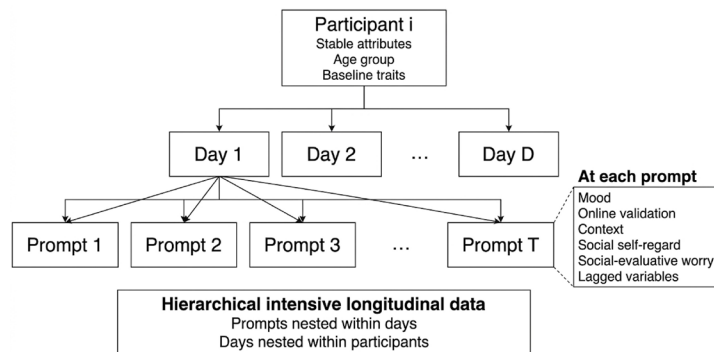 Participant i
Stable attributes
Age group
Baseline traits
Day 1
Day 2
...
Day D
At each prompt
Mood
Online validation
Context
Social self-regard
Social-evaluative worry
Lagged variables
Prompt 1
Prompt 2
Prompt 3
...
Prompt T
Hierarchical intensive longitudinal data
Prompts nested within days
Days nested within participants